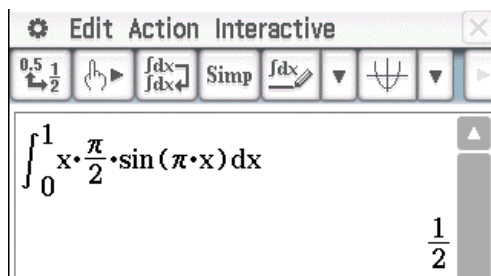 Edit Action Interactive
0.5 1/2 ∫dx ∫dx Simp ∫dx
∫₀¹ x·π/2·sin(π·x)dx
1/2